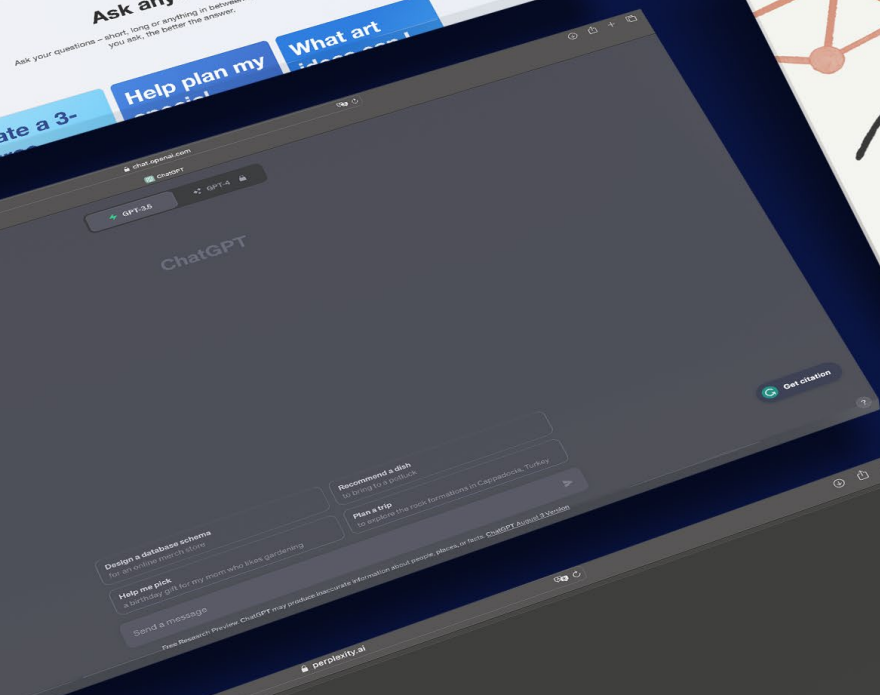 Ask any
Ask your questions – short, long or anything in between
you ask, the better the answer.
ate a 3-
Help plan my
What art
chat.openai.com
ChatGPT
GPT-3.5
GPT-4
ChatGPT
Design a database schema
for an online merch store
Recommend a dish
to bring to a potluck
Help me pick
a birthday gift for my mom who likes gardening
Plan a trip
to explore the rock formations in Cappadocia, Turkey
Send a message
Free Research Preview. ChatGPT may produce inaccurate information about people, places, or facts. ChatGPT August 3 Version
Get citation
?
perplexity.ai